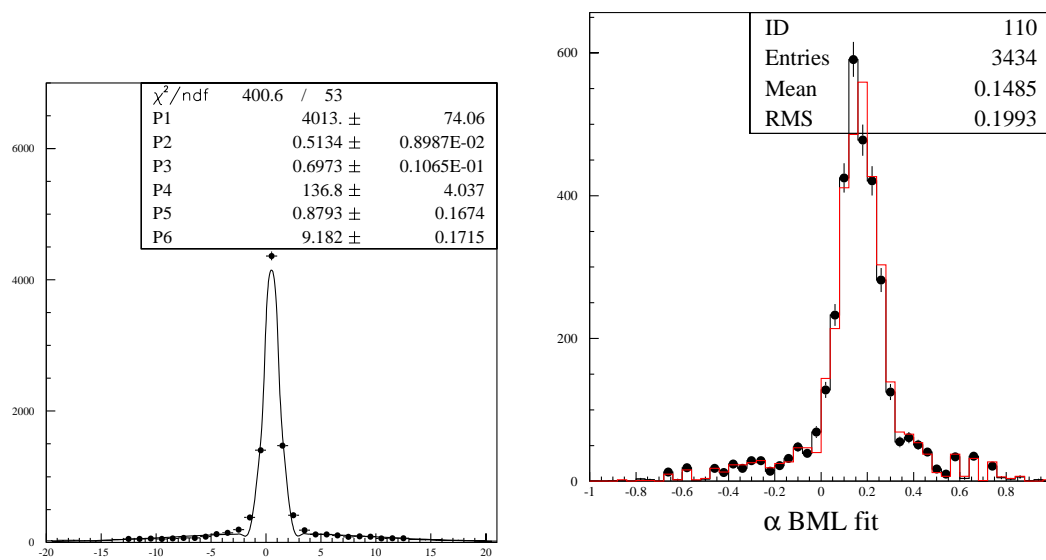 χ²/ndf 400.6 / 53
P1 4013. ± 74.06
P2 0.5134 ± 0.8987E-02
P3 0.6973 ± 0.1065E-01
P4 136.8 ± 4.037
P5 0.8793 ± 0.1674
P6 9.182 ± 0.1715
6000
4000
2000
0
-20 -15 -10 -5 0 5 10 15 20
ID 110
Entries 3434
Mean 0.1485
RMS 0.1993
600
400
200
0
-1 -0.8 -0.6 -0.4 -0.2 0 0.2 0.4 0.6 0.8
α BML fit